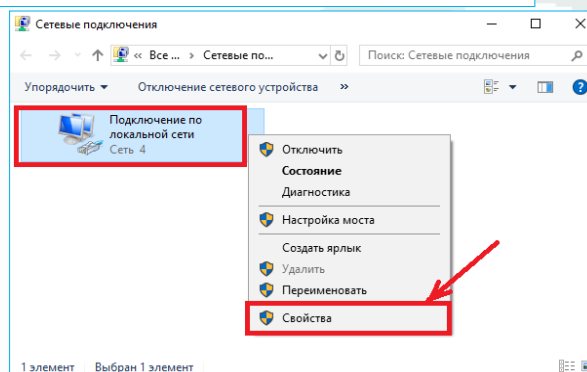 Сетевые подключения
« Все ... › Сетевые по...
Поиск: Сетевые подключения
Упорядочить
Отключение сетевого устройства
»
Подключение по
локальной сети
Сеть 4
Отключить
Состояние
Диагностика
Настройка моста
Создать ярлык
Удалить
Переименовать
Свойства
1 элемент
Выбран 1 элемент